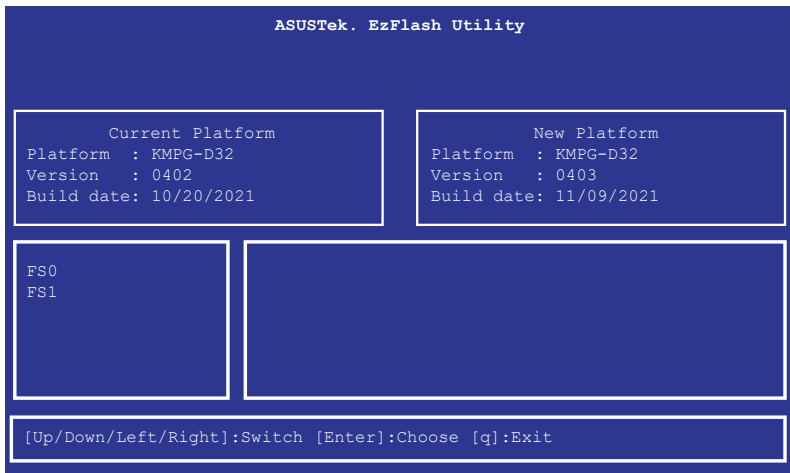 ASUSTek. EzFlash Utility
Current Platform
Platform : KMPG-D32
Version : 0402
Build date: 10/20/2021
New Platform
Platform : KMPG-D32
Version : 0403
Build date: 11/09/2021
FS0
FS1
[Up/Down/Left/Right]:Switch [Enter]:Choose [q]:Exit